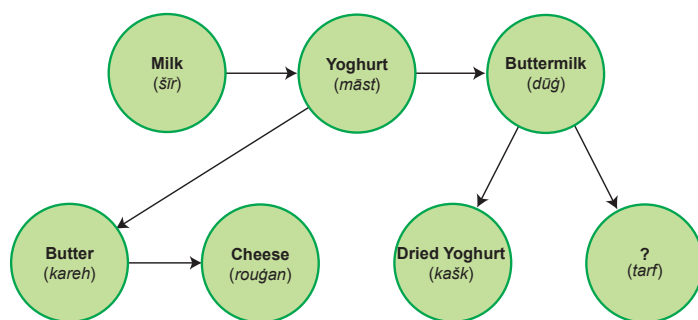 Milk
(šīr)
Yoghurt
(māst)
Buttermilk
(dūġ)
Butter
(kareh)
Cheese
(rouġan)
Dried Yoghurt
(kašk)
?
(tarf)